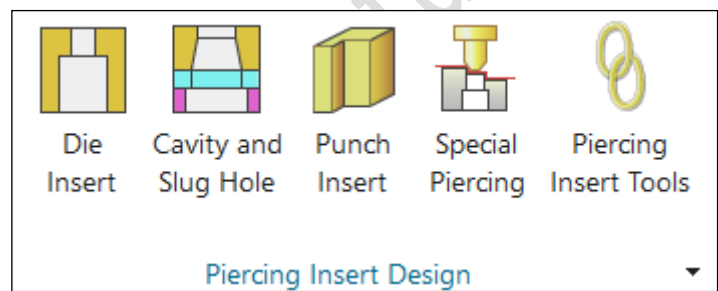 Die Insert
Cavity and Slug Hole
Punch Insert
Special Piercing
Piercing Insert Tools
Piercing Insert Design